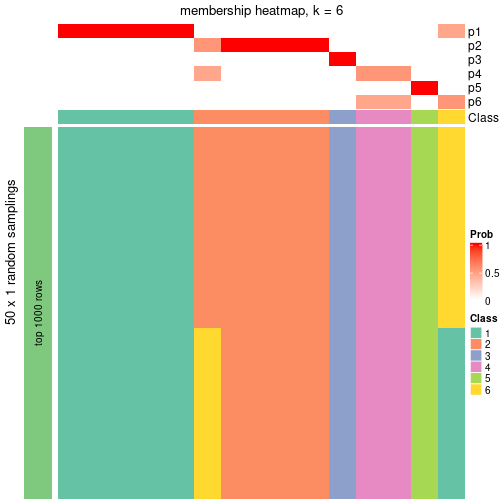 membership heatmap, k = 6
p1
p2
p3
p4
p5
p6
Class
50 x 1 random samplings
top 1000 rows
Prob
1
0.5
0
Class
1
2
3
4
5
6